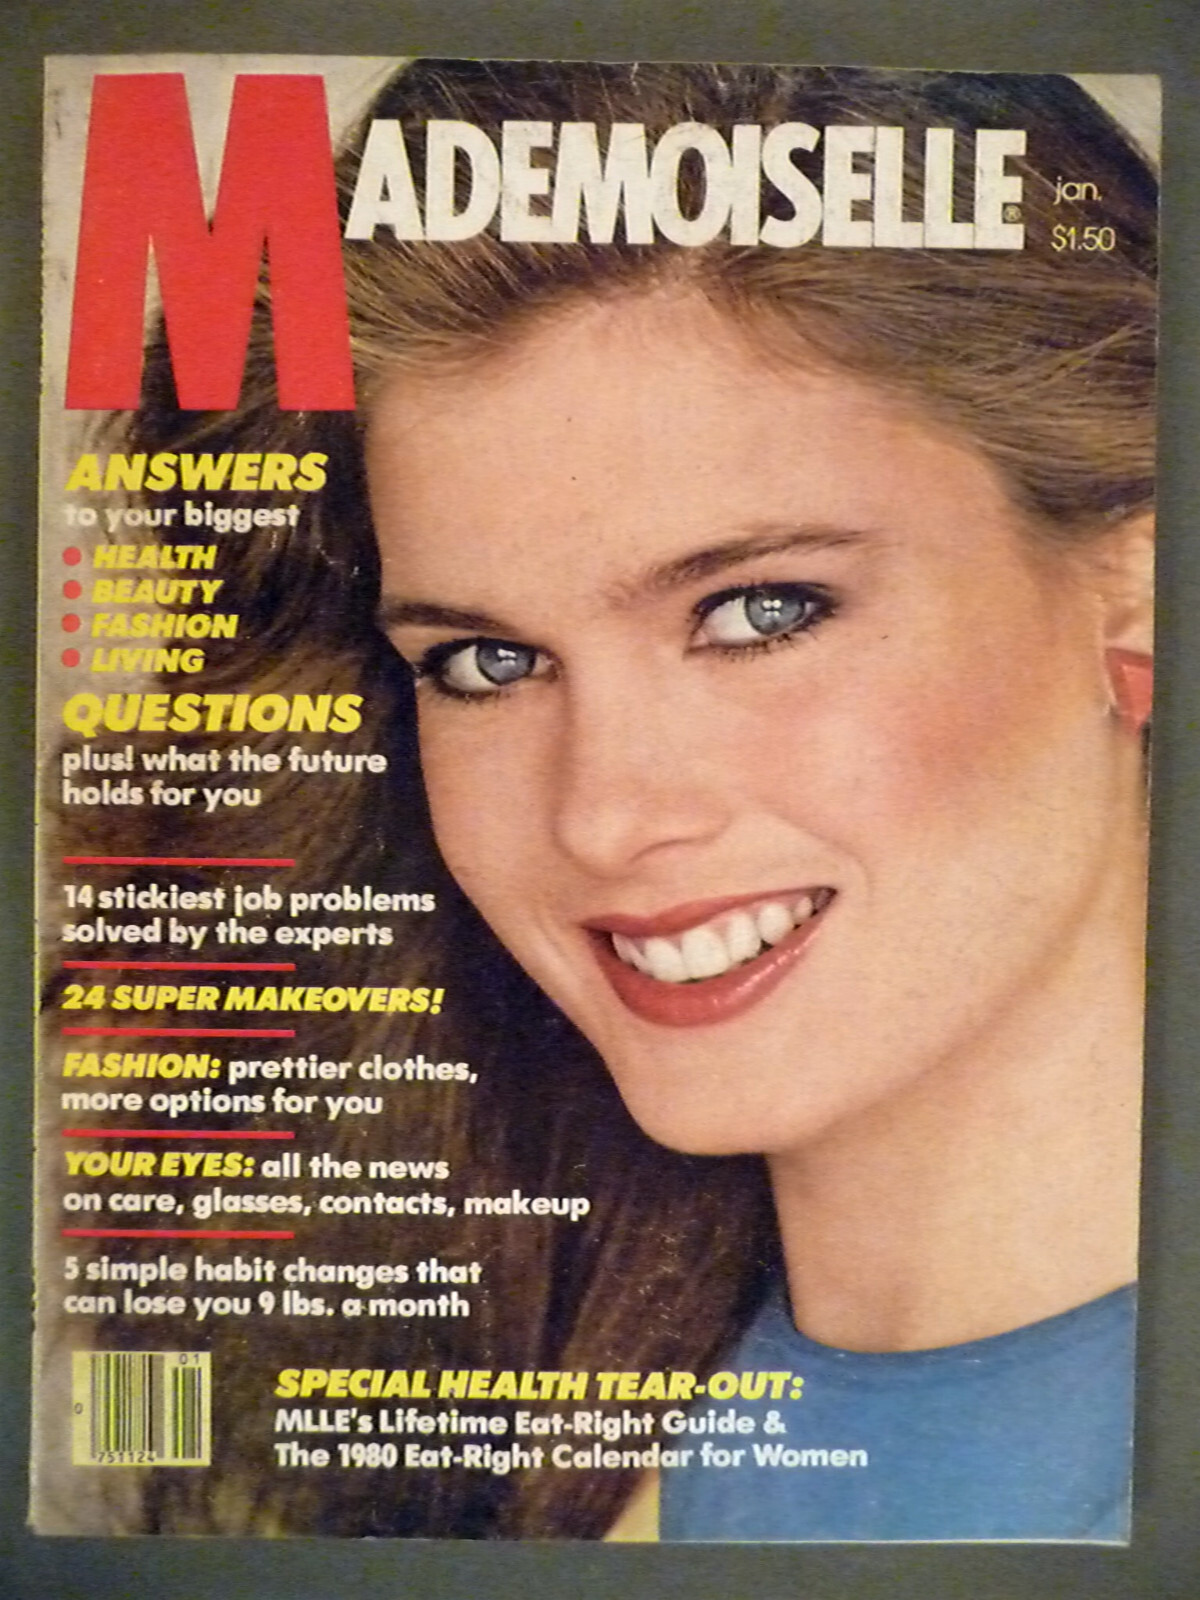 MADEMOISELLE®
jan.
$1.50
ANSWERS
to your biggest
• HEALTH
• BEAUTY
• FASHION
• LIVING
QUESTIONS
plus! what the future
holds for you
14 stickiest job problems
solved by the experts
24 SUPER MAKEOVERS!
FASHION: prettier clothes,
more options for you
YOUR EYES: all the news
on care, glasses, contacts, makeup
5 simple habit changes that
can lose you 9 lbs. a month
SPECIAL HEALTH TEAR-OUT:
MLLE's Lifetime Eat-Right Guide &
The 1980 Eat-Right Calendar for Women
01
0
751124